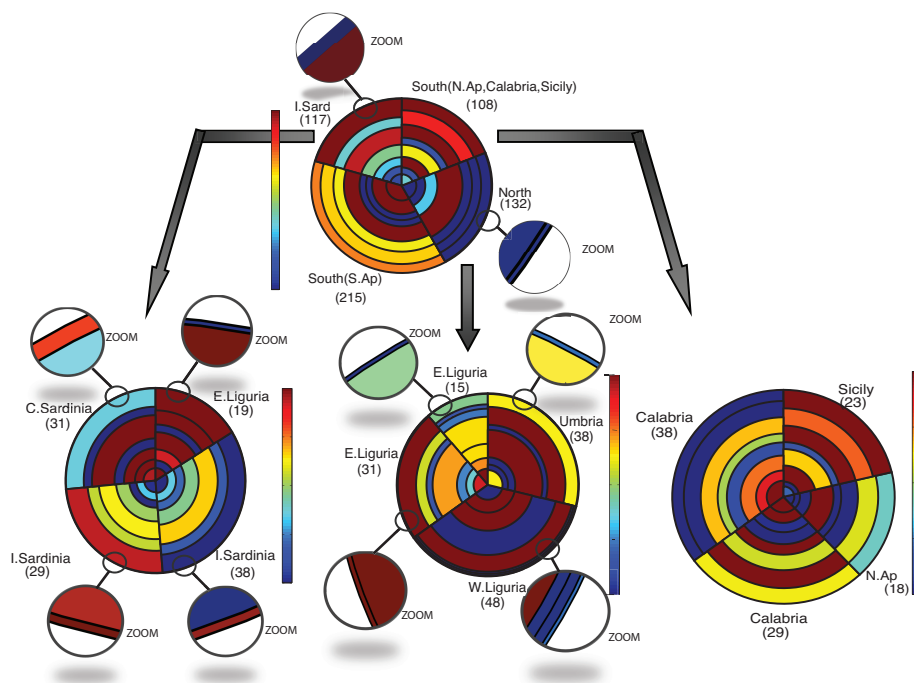 ZOOM
South(N.Ap,Calabria,Sicily)
(108)
I.Sard
(117)
North
(132)
ZOOM
South(S.Ap)
(215)
ZOOM
ZOOM
C.Sardinia
(31)
E.Liguria
(19)
I.Sardinia
(29)
I.Sardinia
(38)
ZOOM
ZOOM
ZOOM
ZOOM
E.Liguria
(15)
Umbria
(38)
E.Liguria
(31)
W.Liguria
(48)
ZOOM
ZOOM
Sicily
(23)
Calabria
(38)
N.Ap
(18)
Calabria
(29)